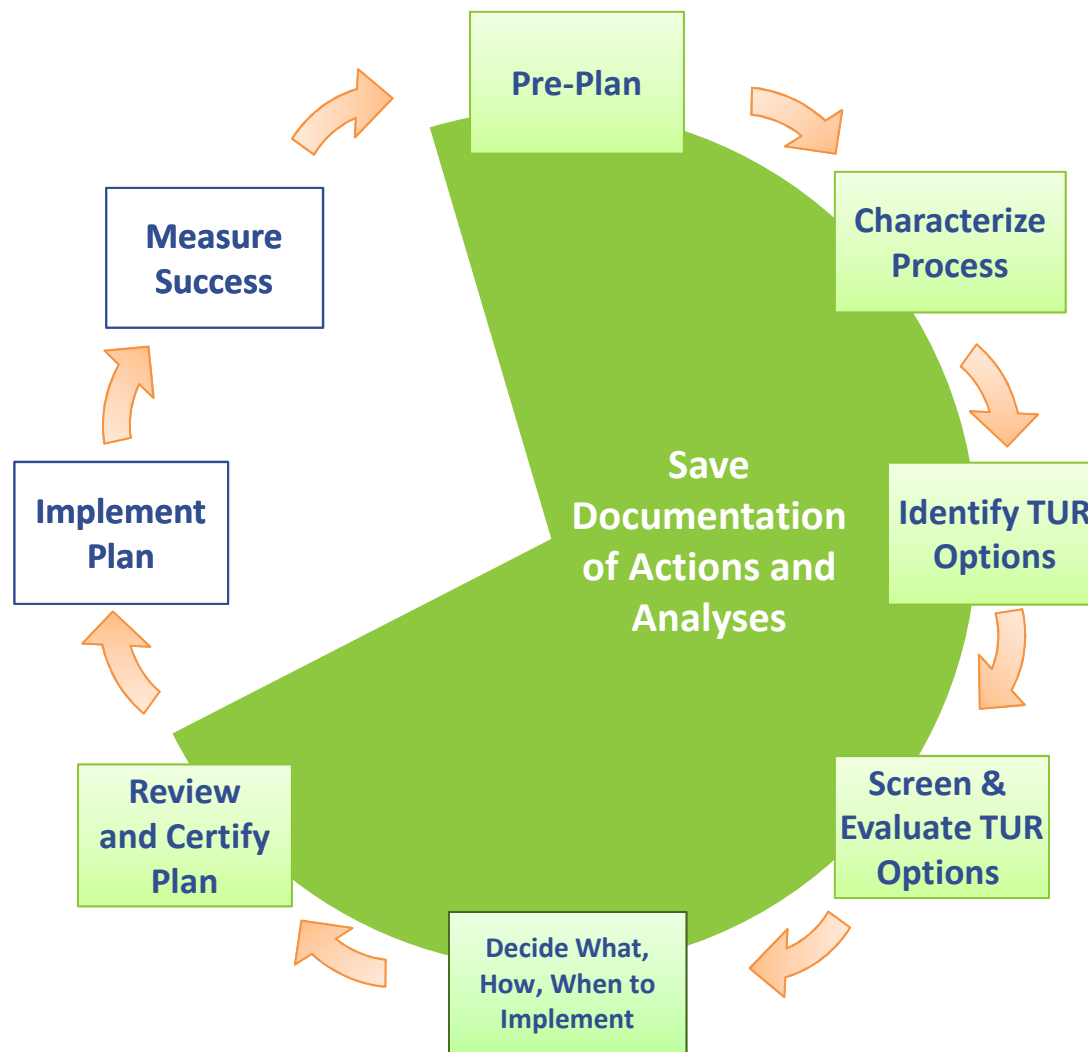 Pre-Plan
Characterize
Process
Identify TUR
Options
Screen &
Evaluate TUR
Options
Decide What,
How, When to
Implement
Review
and Certify
Plan
Implement
Plan
Measure
Success
Save
Documentation
of Actions and
Analyses